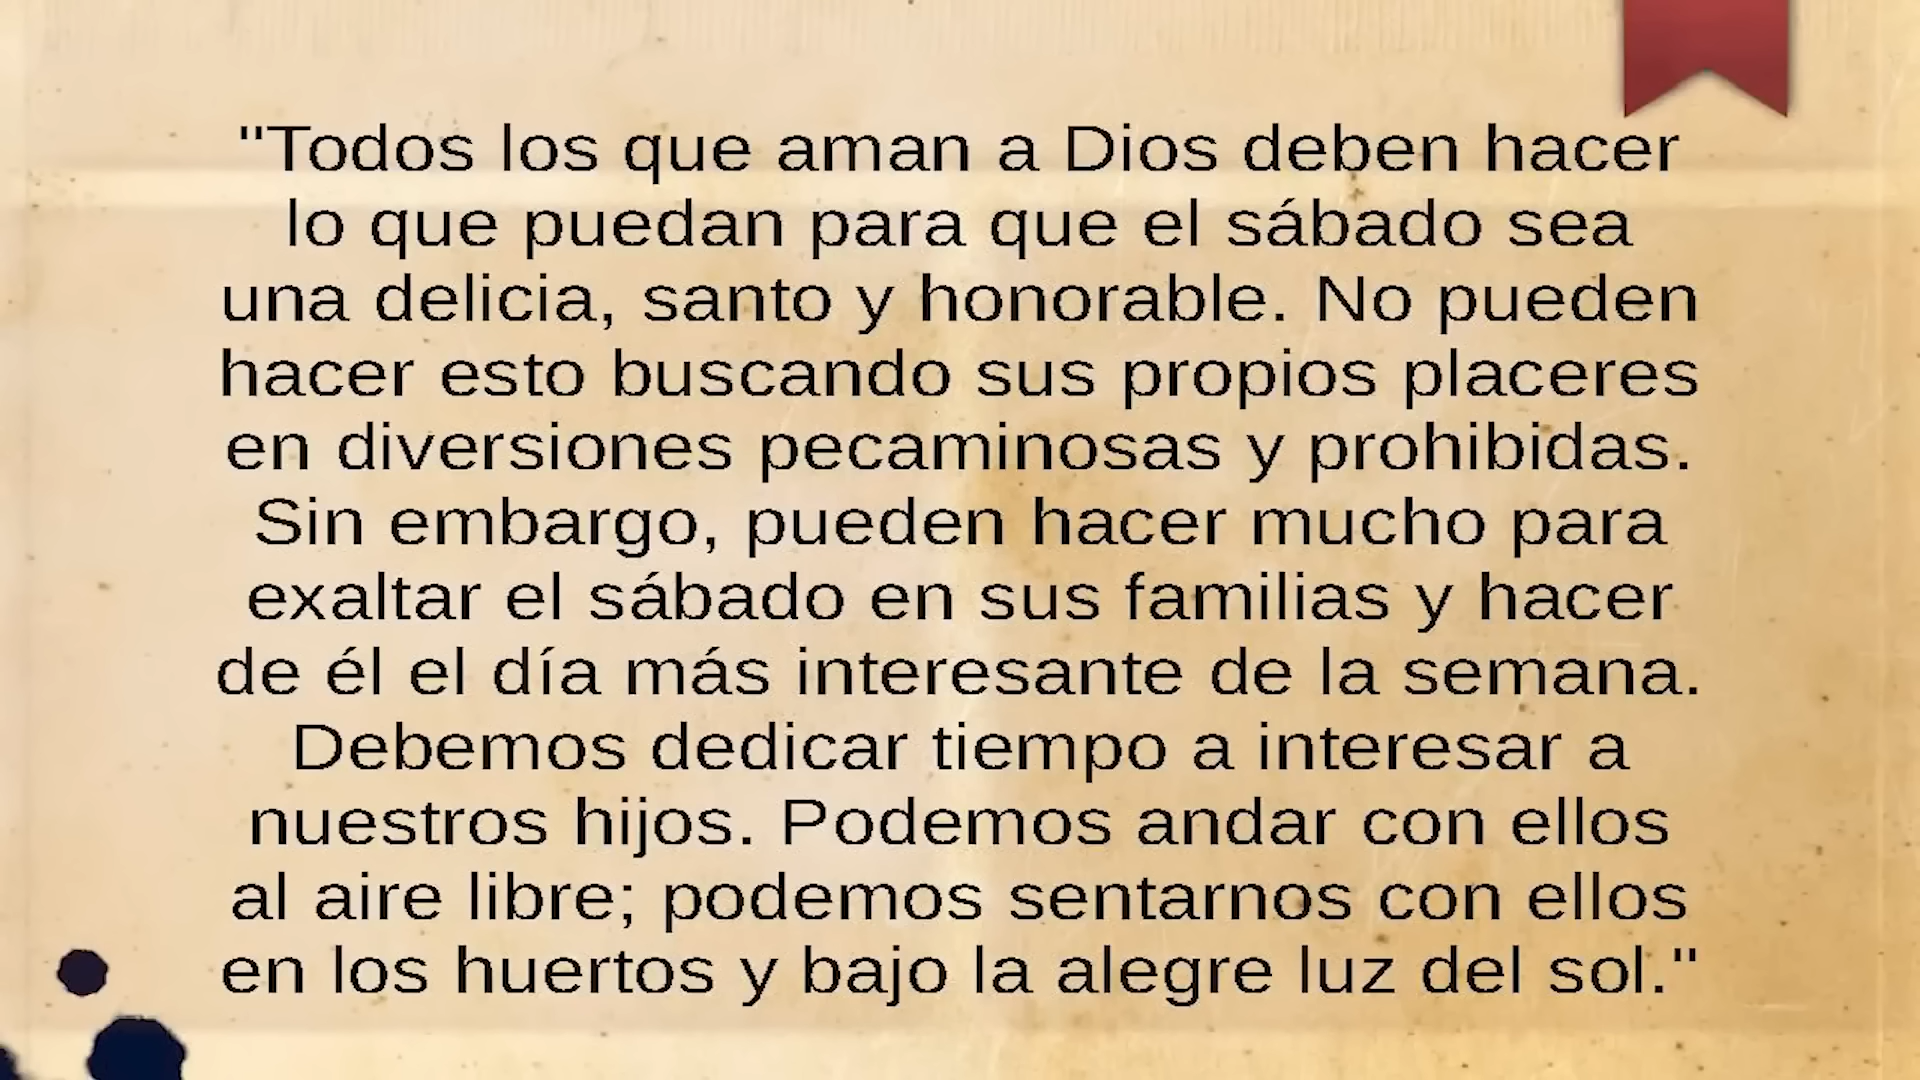 "Todos los que aman a Dios deben hacer
lo que puedan para que el sábado sea
una delicia, santo y honorable. No pueden
hacer esto buscando sus propios placeres
en diversiones pecaminosas y prohibidas.
Sin embargo, pueden hacer mucho para
exaltar el sábado en sus familias y hacer
de él el día más interesante de la semana.
Debemos dedicar tiempo a interesar a
nuestros hijos. Podemos andar con ellos
al aire libre; podemos sentarnos con ellos
en los huertos y bajo la alegre luz del sol."